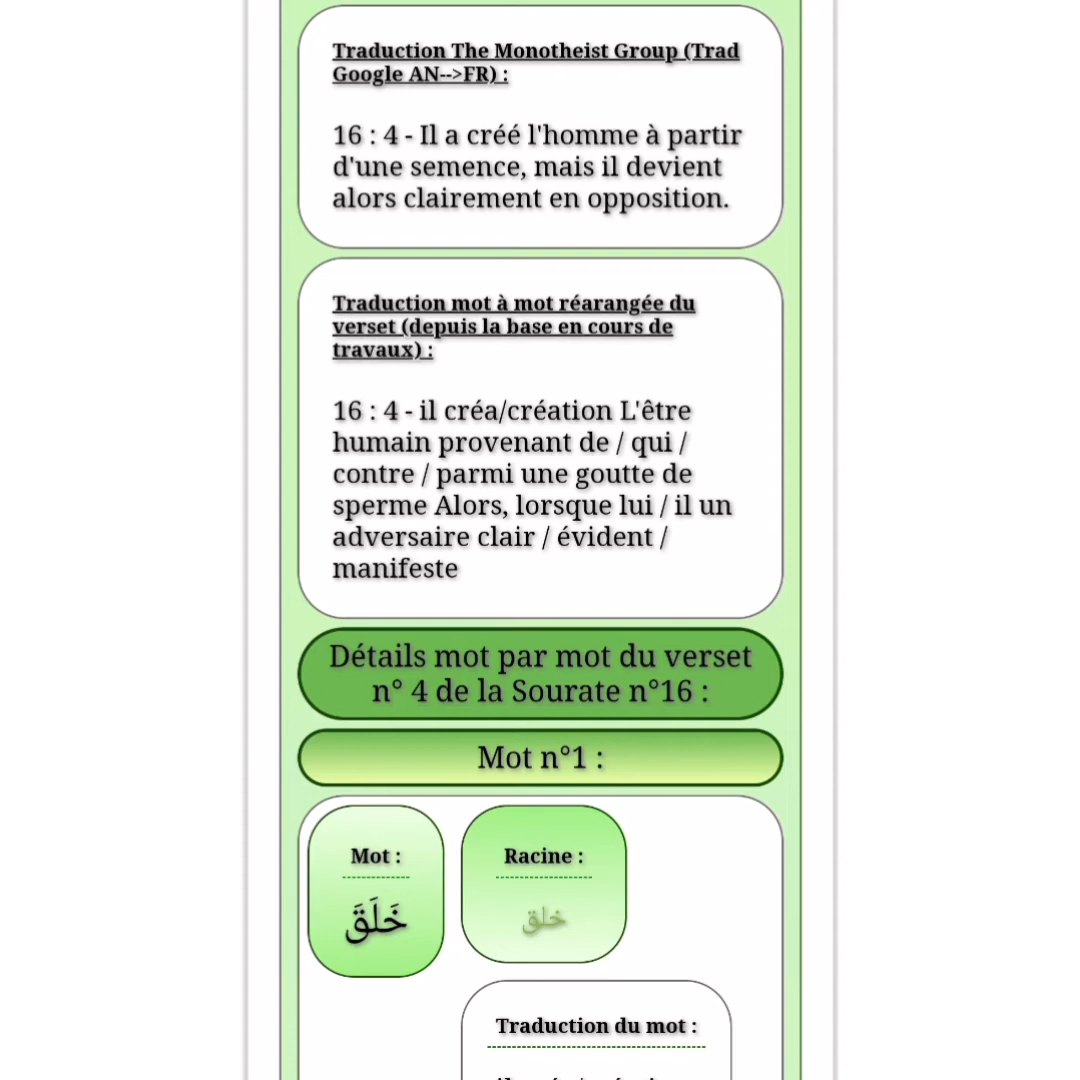 Traduction The Monotheist Group (Trad
Google AN-->FR) :
16 : 4 - Il a créé l'homme à partir
d'une semence, mais il devient
alors clairement en opposition.
Traduction mot à mot réarangée du
verset (depuis la base en cours de
travaux) :
16 : 4 - il créa/création L'être
humain provenant de / qui /
contre / parmi une goutte de
sperme Alors, lorsque lui / il un
adversaire clair / évident /
manifeste
Détails mot par mot du verset
n° 4 de la Sourate n°16 :
Mot n°1 :
Mot :
خَلَقَ
Racine :
خلق
Traduction du mot :